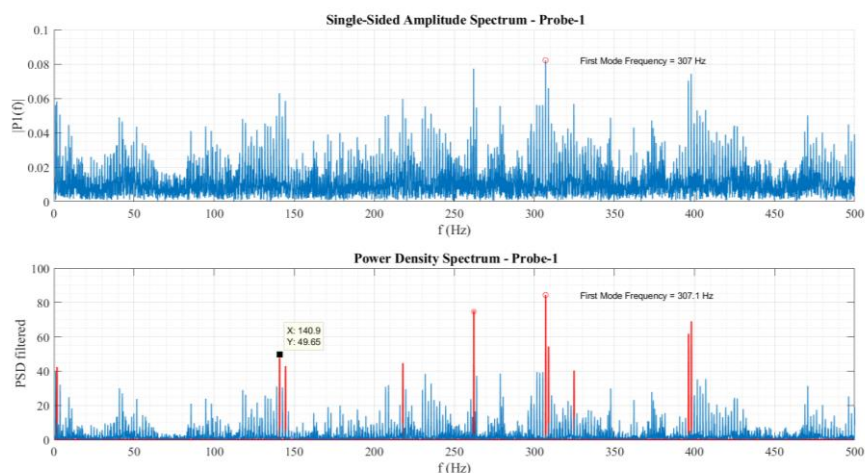 Single-Sided Amplitude Spectrum - Probe-1
0.1
0.08
0.06
0.04
0.02
0
|P1(f)|
First Mode Frequency = 307 Hz
0 50 100 150 200 250 300 350 400 450 500
f (Hz)
Power Density Spectrum - Probe-1
100
80
60
40
20
0
PSD filtered
First Mode Frequency = 307.1 Hz
X: 140.9
Y: 49.65
0 50 100 150 200 250 300 350 400 450 500
f (Hz)